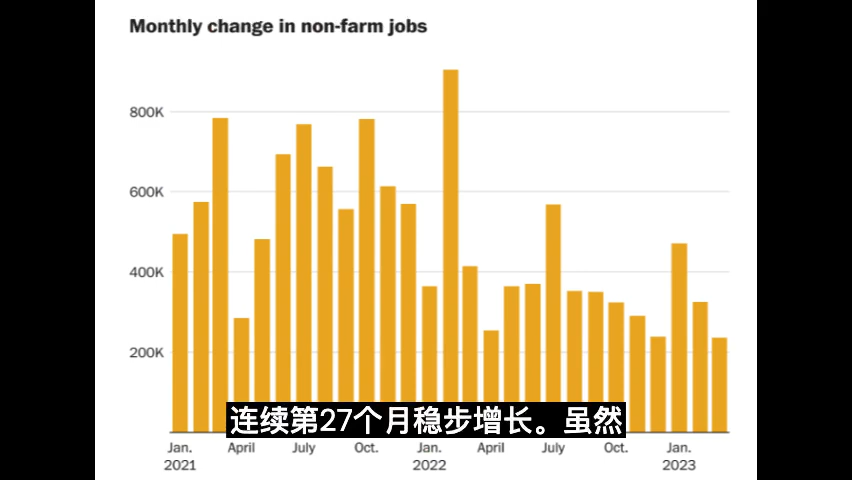 Monthly change in non-farm jobs
800K
600K
400K
200K
连续第27个月稳步增长。虽然
Jan. April July Oct. Jan. April July Oct. Jan.
2021 2022 2023